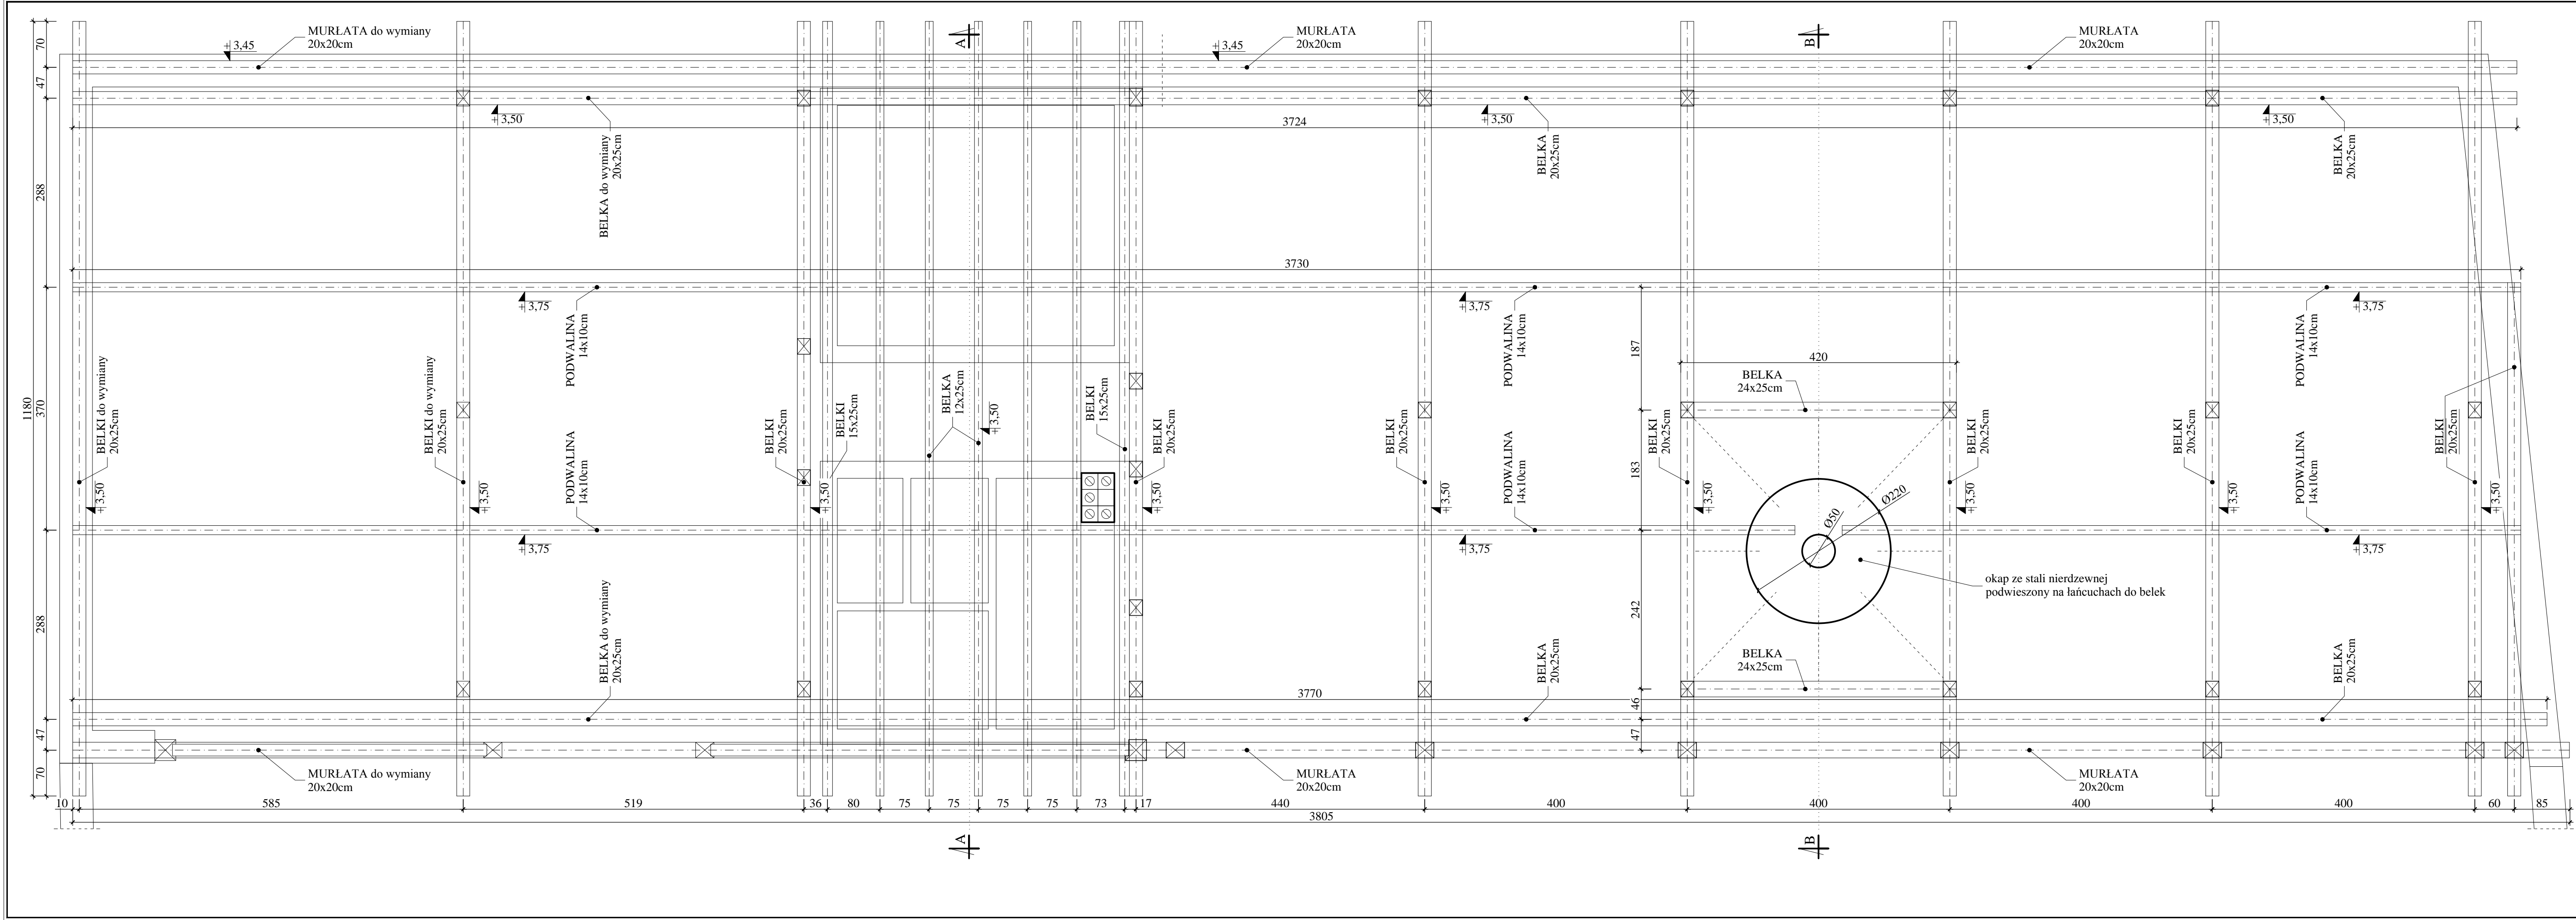 MURŁATA do wymiany
20x20cm
+ 3,45
A
+ 3,45
MURŁATA
20x20cm
B
MURŁATA
20x20cm
70
47
288
370
1180
288
47
70
+ 3,50
BELKA do wymiany
20x25cm
3724
+ 3,50
BELKA
20x25cm
+ 3,50
BELKA
20x25cm
3730
+ 3,75
PODWALINA
14x10cm
+ 3,75
PODWALINA
14x10cm
187
420
+ 3,75
PODWALINA
14x10cm
BELKI do wymiany
20x25cm
+3,50
BELKI do wymiany
20x25cm
+3,50
PODWALINA
14x10cm
BELKI
20x25cm
BELKI
15x25cm
+3,50
BELKA
12x25cm
+3,50
BELKI
15x25cm
BELKI
20x25cm
+3,50
BELKI
20x25cm
+3,50
PODWALINA
14x10cm
183
BELKI
20x25cm
+3,50
BELKA
24x25cm
BELKI
20x25cm
+3,50
BELKI
20x25cm
+3,50
PODWALINA
14x10cm
BELKI
20x25cm
+3,50
Ø220
Ø50
+ 3,75
+ 3,75
+ 3,75
okap ze stali nierdzewnej
podwieszony na łańcuchach do belek
242
BELKA do wymiany
20x25cm
BELKA
20x25cm
BELKA
24x25cm
BELKA
20x25cm
3770
46
47
MURŁATA do wymiany
20x20cm
MURŁATA
20x20cm
MURŁATA
20x20cm
10
585
519
36
80
75
75
75
75
73
17
440
400
400
400
400
60
85
3805
A
B